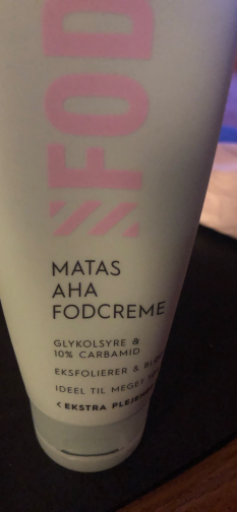 FOD
MATAS
AHA
FODCREME
GLYKOLSYRE &
10% CARBAMID
EKSFOLIERER &
IDEEL TIL MEGET
< EKSTRA